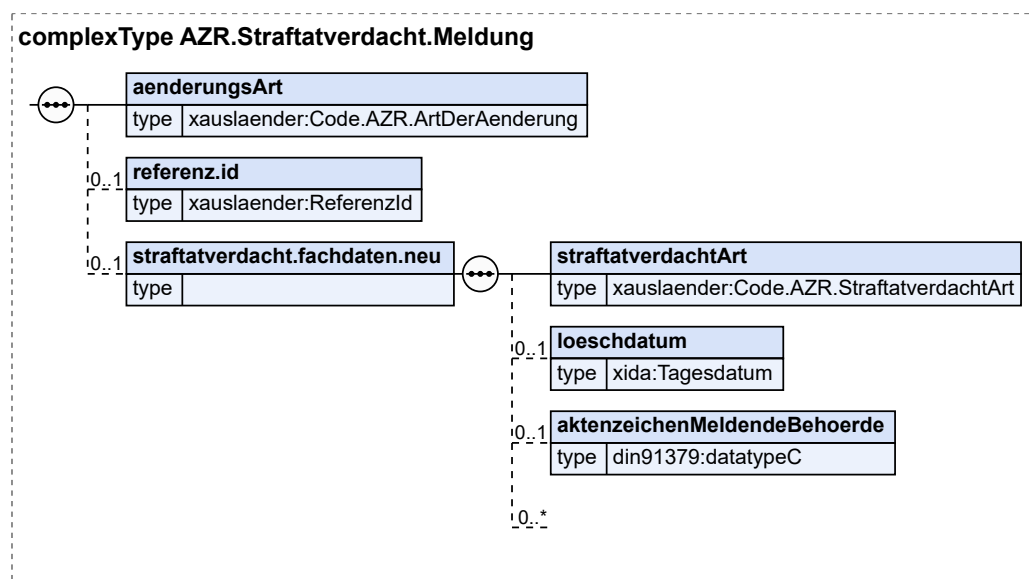 complexType AZR.Straftatverdacht.Meldung
aenderungsArt
type xauslaender:Code.AZR.ArtDerAenderung
0..1 referenz.id
type xauslaender:ReferenzId
0..1 straftatverdacht.fachdaten.neu
type
straftatverdachtArt
type xauslaender:Code.AZR.StraftatverdachtArt
0..1 loeschdatum
type xida:Tagesdatum
0..1 aktenzeichenMeldendeBehoerde
type din91379:datatypeC
0..*